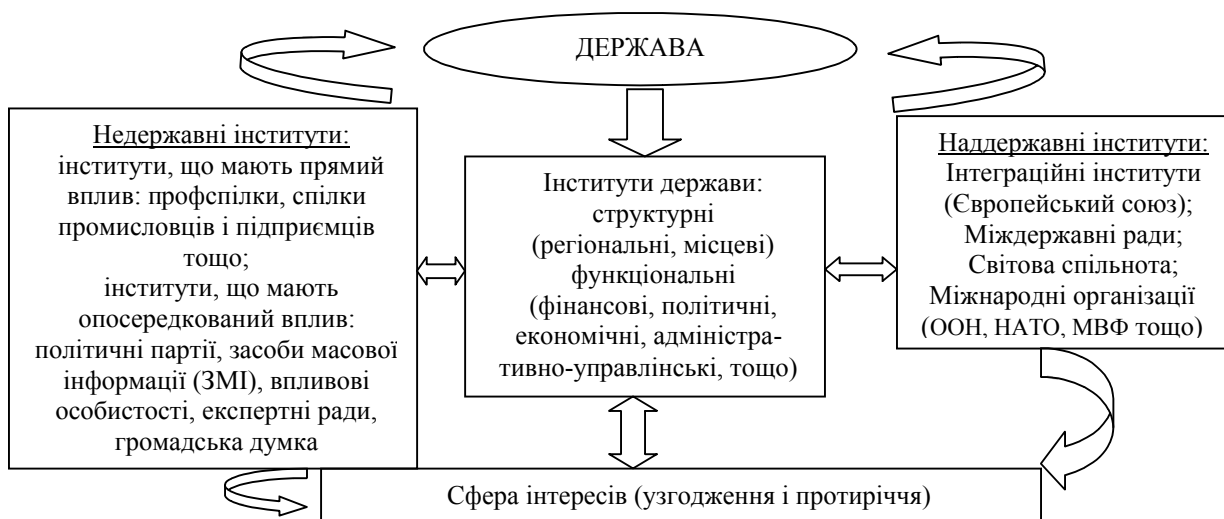 ДЕРЖАВА
Недержавні інститути:
інститути, що мають прямий
вплив: профспілки, спілки
промисловців і підприємців
тощо;
інститути, що мають
опосередкований вплив:
політичні партії, засоби масової
інформації (ЗМІ), впливові
особистості, експертні ради,
громадська думка
Інститути держави:
структурні
(регіональні, місцеві)
функціональні
(фінансові, політичні,
економічні, адміністра-
тивно-управлінські, тощо)
Наддержавні інститути:
Інтеграційні інститути
(Європейський союз);
Міждержавні ради;
Світова спільнота;
Міжнародні організації
(ООН, НАТО, МВФ тощо)
Сфера інтересів (узгодження і протиріччя)